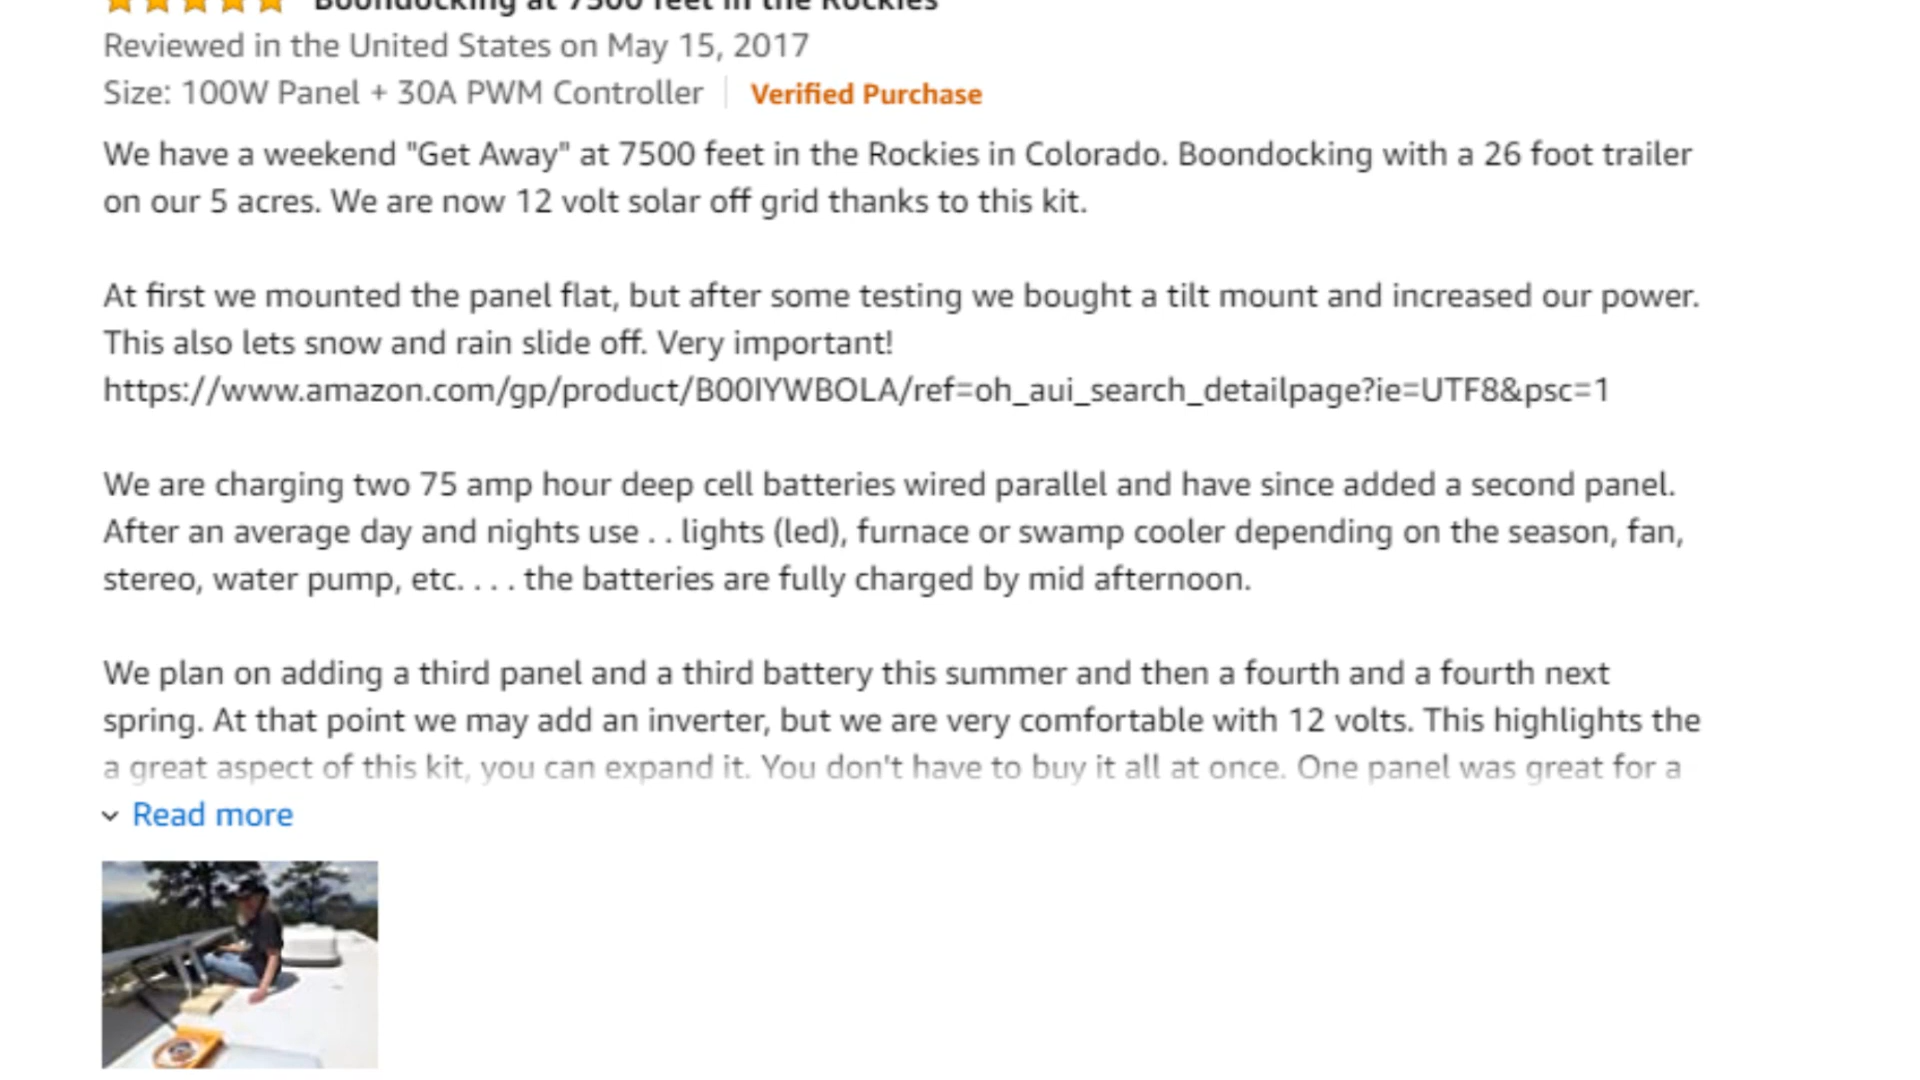 Boondocking at 7500 feet in the Rockies
Reviewed in the United States on May 15, 2017
Size: 100W Panel + 30A PWM Controller Verified Purchase
We have a weekend "Get Away" at 7500 feet in the Rockies in Colorado. Boondocking with a 26 foot trailer
on our 5 acres. We are now 12 volt solar off grid thanks to this kit.
At first we mounted the panel flat, but after some testing we bought a tilt mount and increased our power.
This also lets snow and rain slide off. Very important!
https://www.amazon.com/gp/product/B00IYWBOLA/ref=oh_aui_search_detailpage?ie=UTF8&psc=1
We are charging two 75 amp hour deep cell batteries wired parallel and have since added a second panel.
After an average day and nights use . . lights (led), furnace or swamp cooler depending on the season, fan,
stereo, water pump, etc. . . . the batteries are fully charged by mid afternoon.
We plan on adding a third panel and a third battery this summer and then a fourth and a fourth next
spring. At that point we may add an inverter, but we are very comfortable with 12 volts. This highlights the
a great aspect of this kit, you can expand it. You don't have to buy it all at once. One panel was great for a
Read more